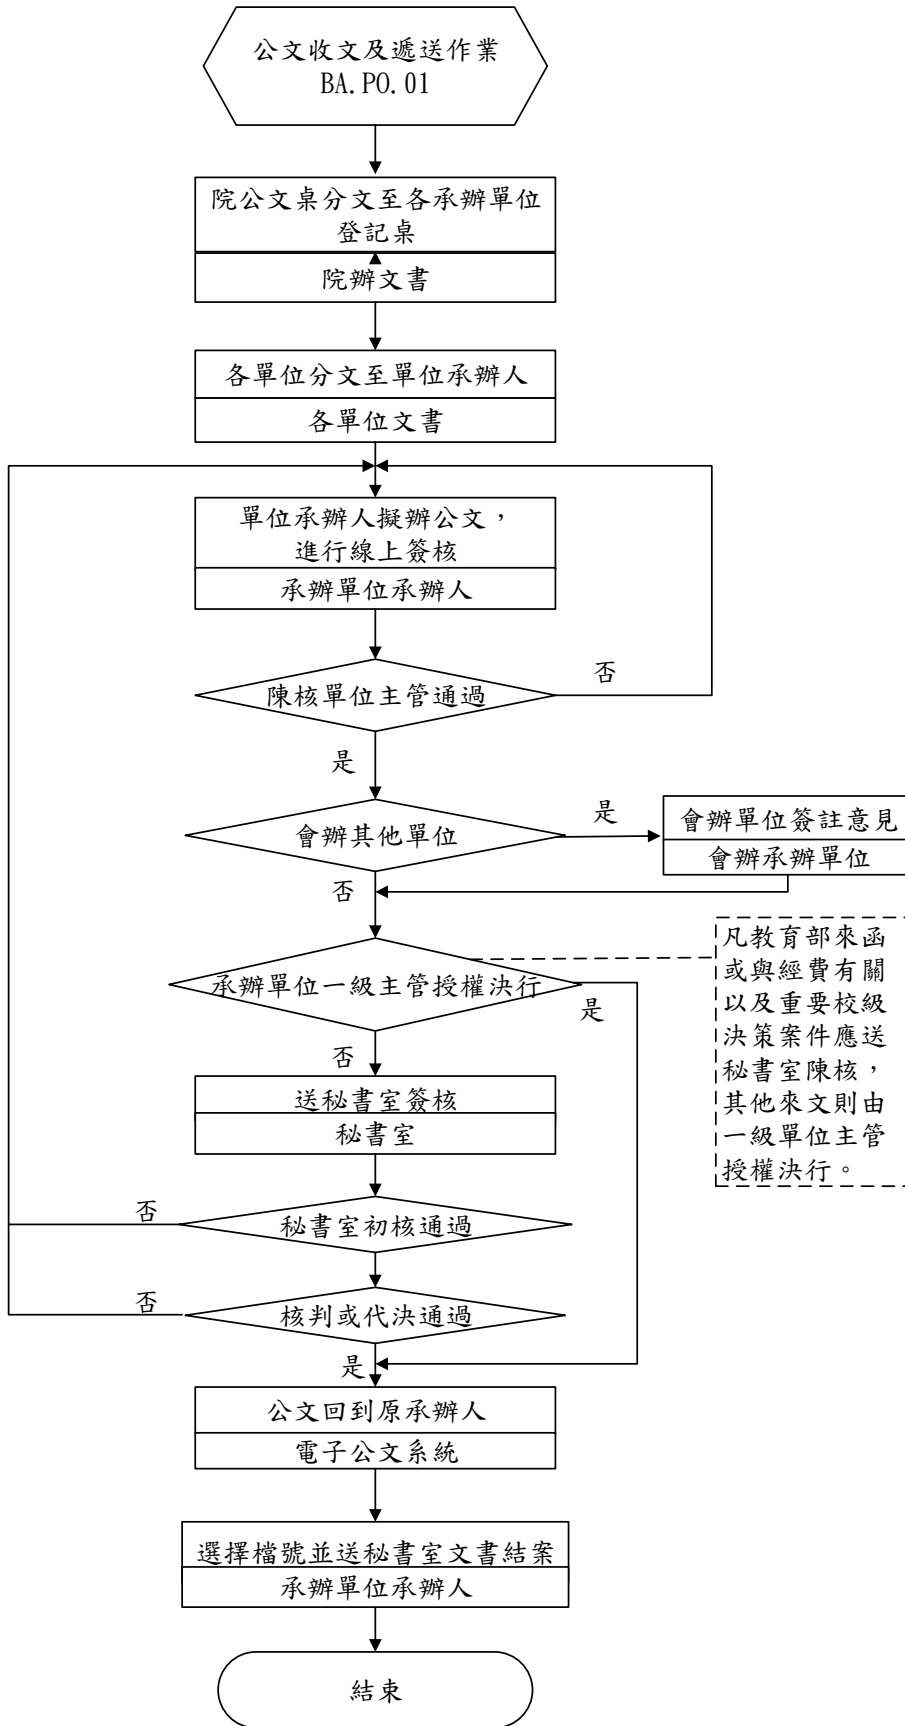 公文收文及遞送作業
BA.PO.01
院公文桌分文至各承辦單位
登記桌
院辦文書
各單位分文至單位承辦人
各單位文書
單位承辦人擬辦公文，
進行線上簽核
承辦單位承辦人
陳核單位主管通過
否
是
會辦其他單位
是
會辦單位簽註意見
會辦承辦單位
否
凡教育部來函
或與經費有關
以及重要校級
決策案件應送
秘書室陳核，
其他來文則由
一級單位主管
授權決行。
承辦單位一級主管授權決行
是
否
送秘書室簽核
秘書室
否
秘書室初核通過
否
核判或代決通過
是
公文回到原承辦人
電子公文系統
選擇檔號並送秘書室文書結案
承辦單位承辦人
結束